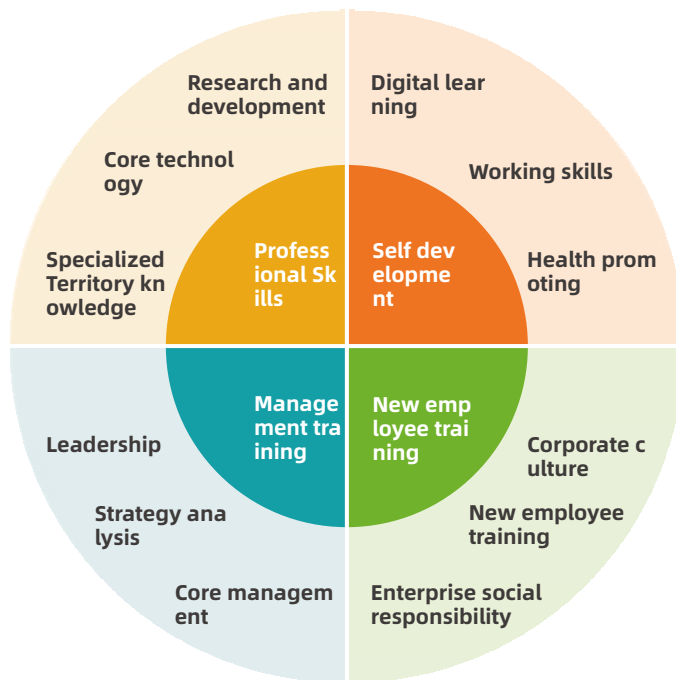 Research and
development
Core technol
ogy
Specialized
Territory kn
owledge
Profess
ional Sk
ills
Digital lear
ning
Working skills
Health prom
oting
Self dev
elopme
nt
Manage
ment tra
ining
Leadership
Strategy ana
lysis
Core managem
ent
New emp
loyee trai
ning
Corporate c
ulture
New employee
training
Enterprise social
responsibility